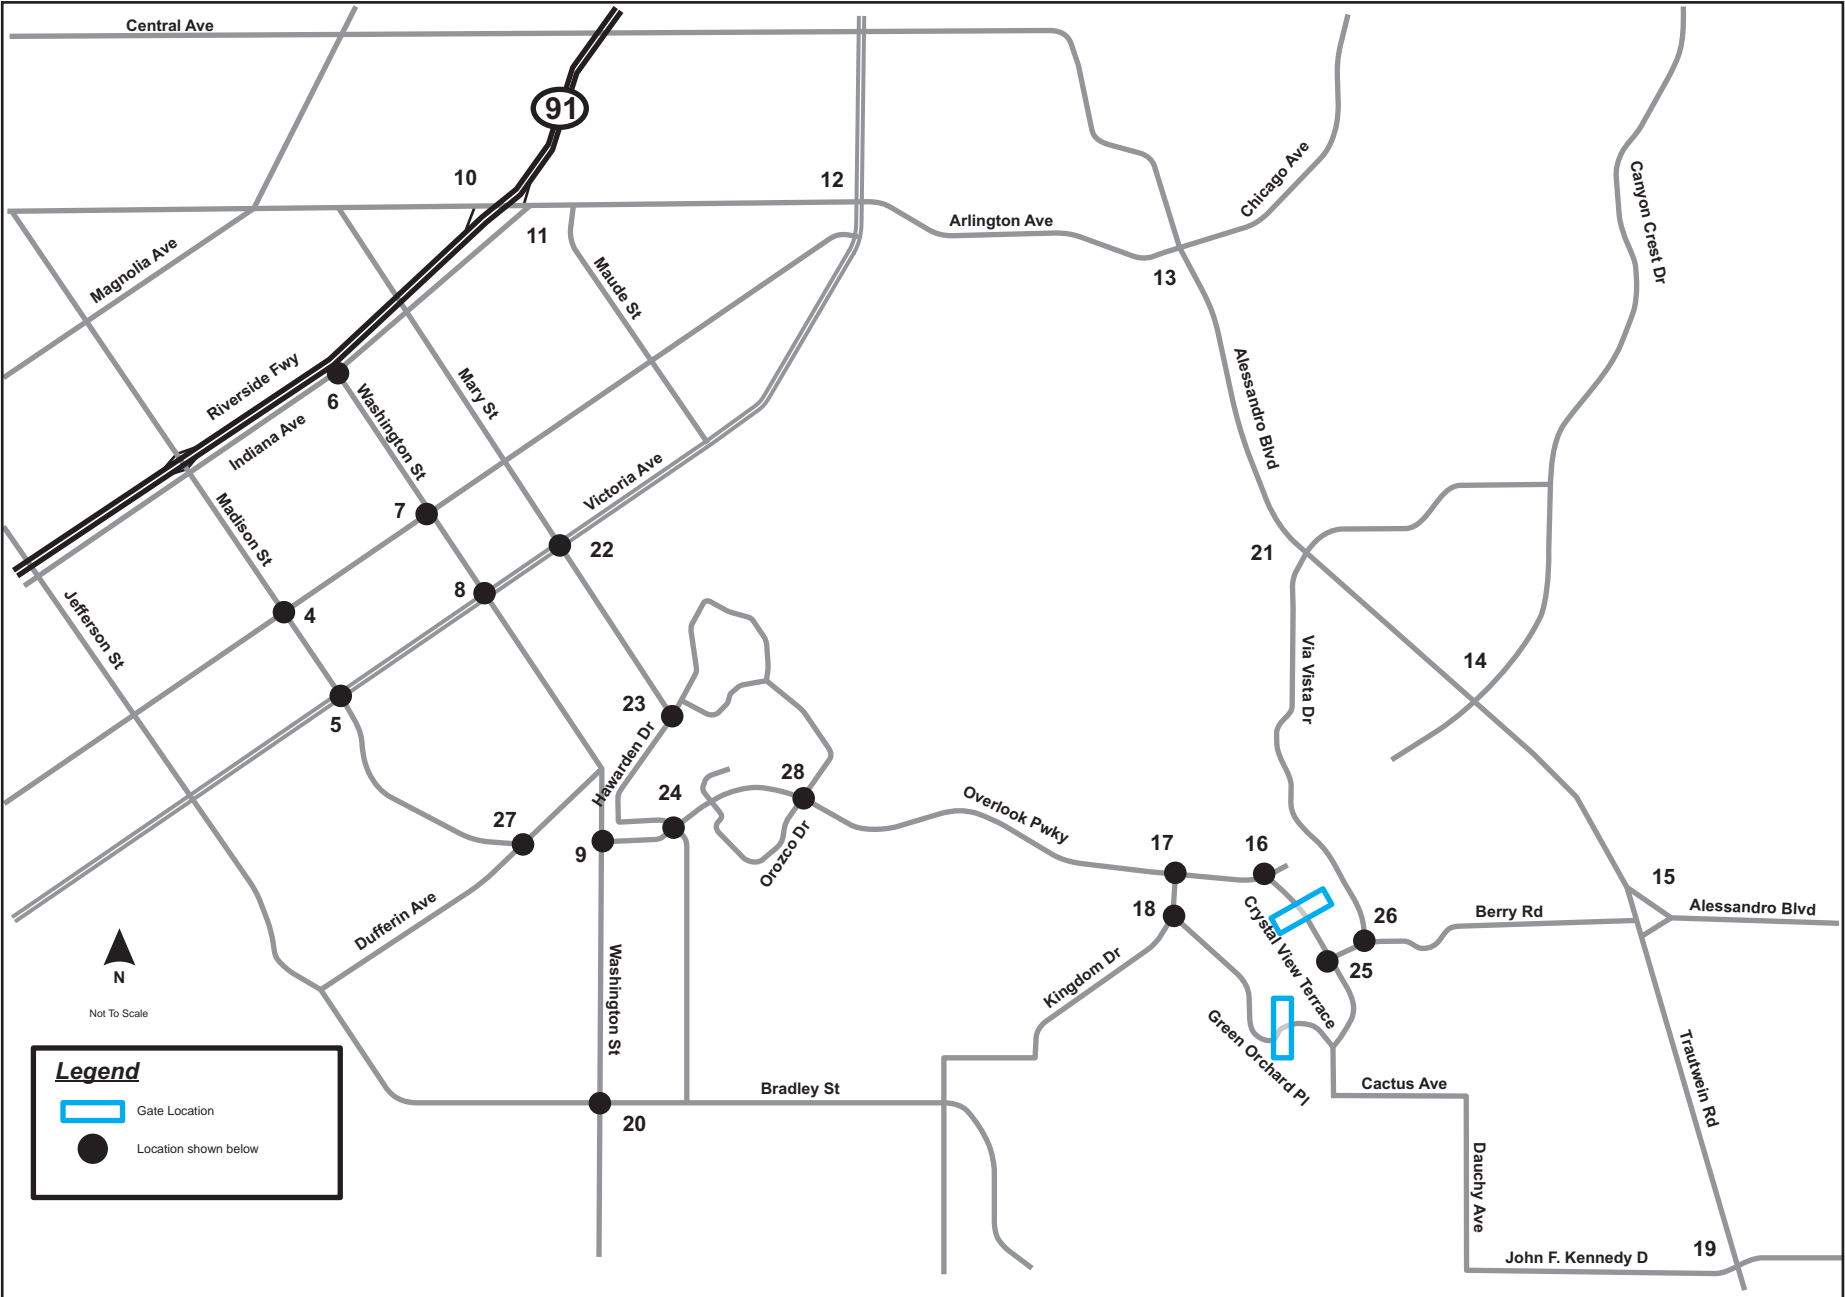 Central Ave
91
10
12
11
Magnolia Ave
Arlington Ave
Chicago Ave
Canyon Crest Dr
13
Maude St
Riverside Fwy
Indiana Ave
6
Washington St
Mary St
Alessandro Blvd
Victoria Ave
7
22
Madison St
21
8
4
Jefferson St
Via Vista Dr
14
23
5
Hawarden Dr
28
24
Overlook Pwky
27
9
Orozco Dr
17
16
15
18
Crystal View Terrace
26
Berry Rd
Alessandro Blvd
25
Dufferin Ave
N
Not To Scale
Washington St
Kingdom Dr
Green Orchard Pl
Trautwein Rd
Legend
Gate Location
Location shown below
Bradley St
20
Cactus Ave
Dauchy Ave
John F. Kennedy D
19